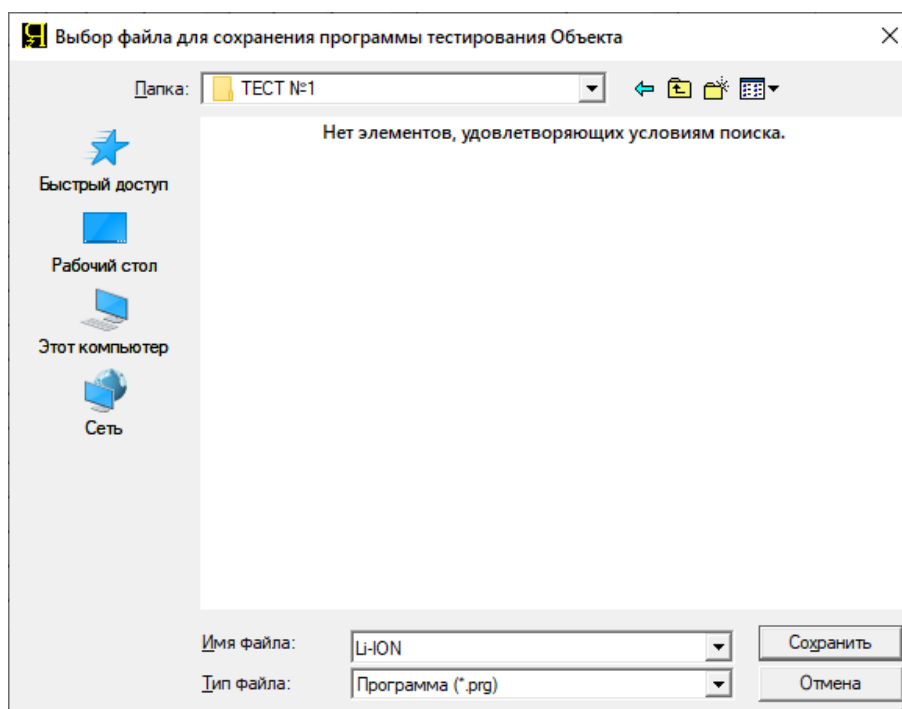 Выбор файла для сохранения программы тестирования Объекта
Папка: ТЕСТ №1
Нет элементов, удовлетворяющих условиям поиска.
Быстрый доступ
Рабочий стол
Этот компьютер
Сеть
Имя файла: Li-ION Сохранить
Тип файла: Программа (*.prg) Отмена